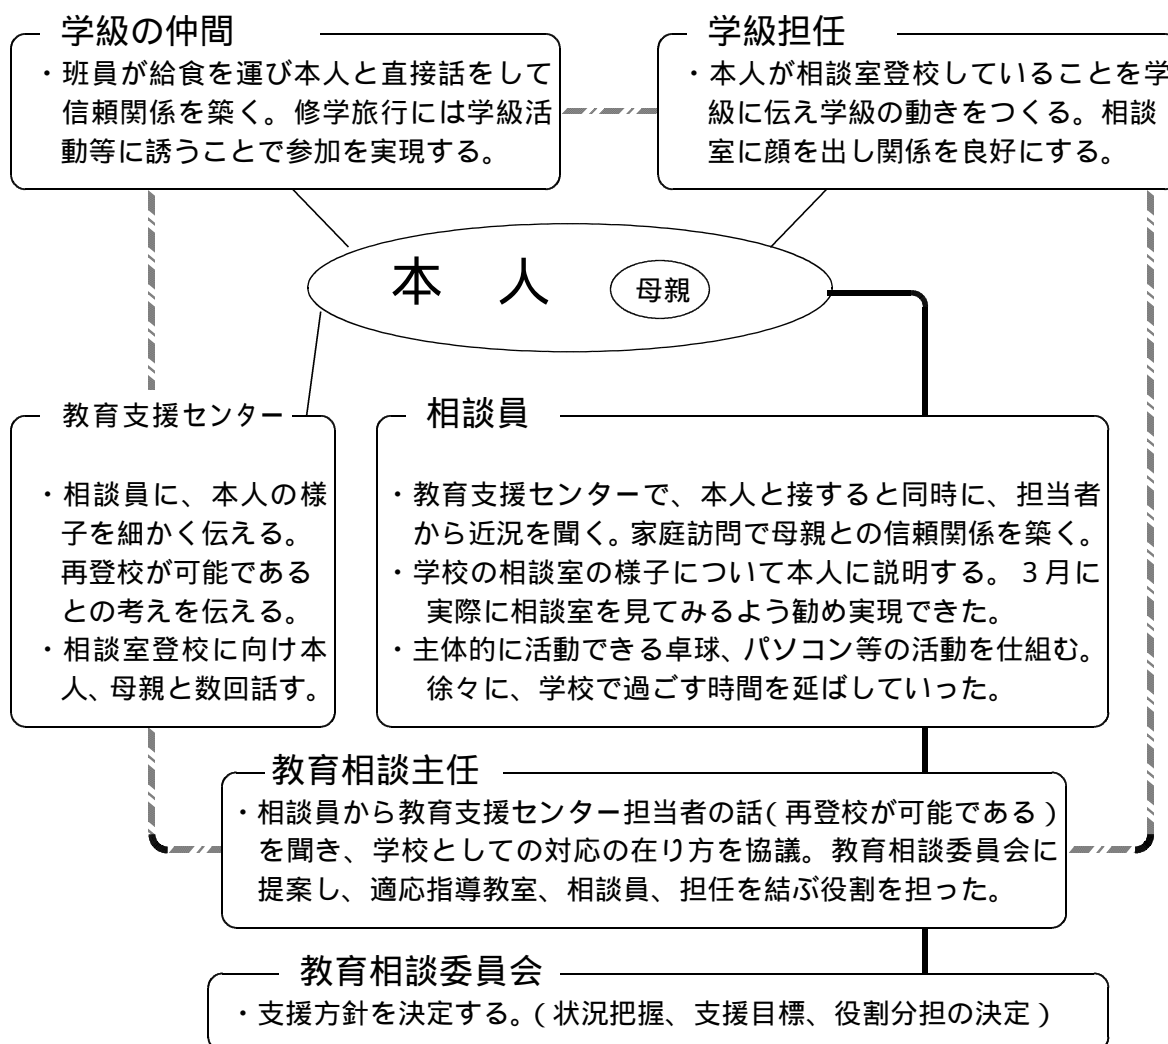 学級の仲間
・班員が給食を運び本人と直接話をして
信頼関係を築く。修学旅行には学級活
動等に誘うことで参加を実現する。
学級担任
・本人が相談室登校していることを学
級に伝え学級の動きをつくる。相談
室に顔を出し関係を良好にする。
本　人
母親
教育支援センター
・相談員に、本人の様
子を細かく伝える。
再登校が可能である
との考えを伝える。
・相談室登校に向け本
人、母親と数回話す。
相談員
・教育支援センターで、本人と接すると同時に、担当者
から近況を聞く。家庭訪問で母親との信頼関係を築く。
・学校の相談室の様子について本人に説明する。３月に
実際に相談室を見てみるよう勧め実現できた。
・主体的に活動できる卓球、パソコン等の活動を仕組む。
徐々に、学校で過ごす時間を延ばしていった。
教育相談主任
・相談員から教育支援センター担当者の話（再登校が可能である）
を聞き、学校としての対応の在り方を協議。教育相談委員会に
提案し、適応指導教室、相談員、担任を結ぶ役割を担った。
教育相談委員会
・支援方針を決定する。（状況把握、支援目標、役割分担の決定）